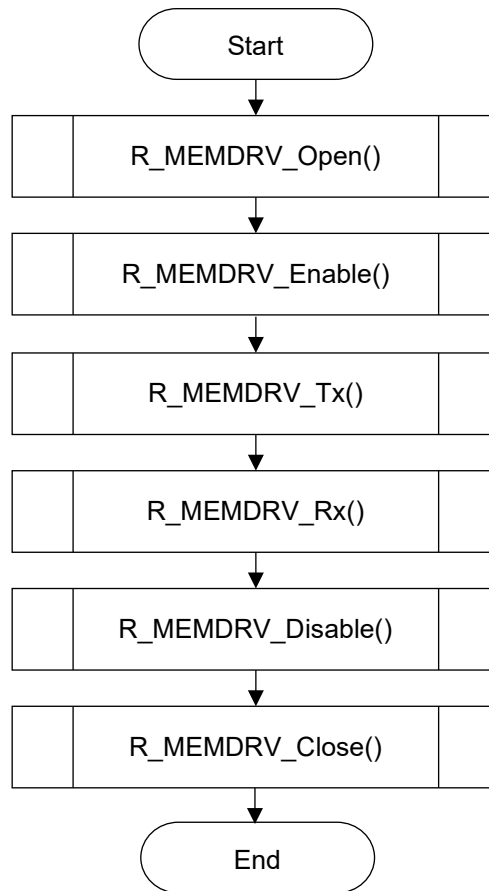 Start
R_MEMDRV_Open()
R_MEMDRV_Enable()
R_MEMDRV_Tx()
R_MEMDRV_Rx()
R_MEMDRV_Disable()
R_MEMDRV_Close()
End